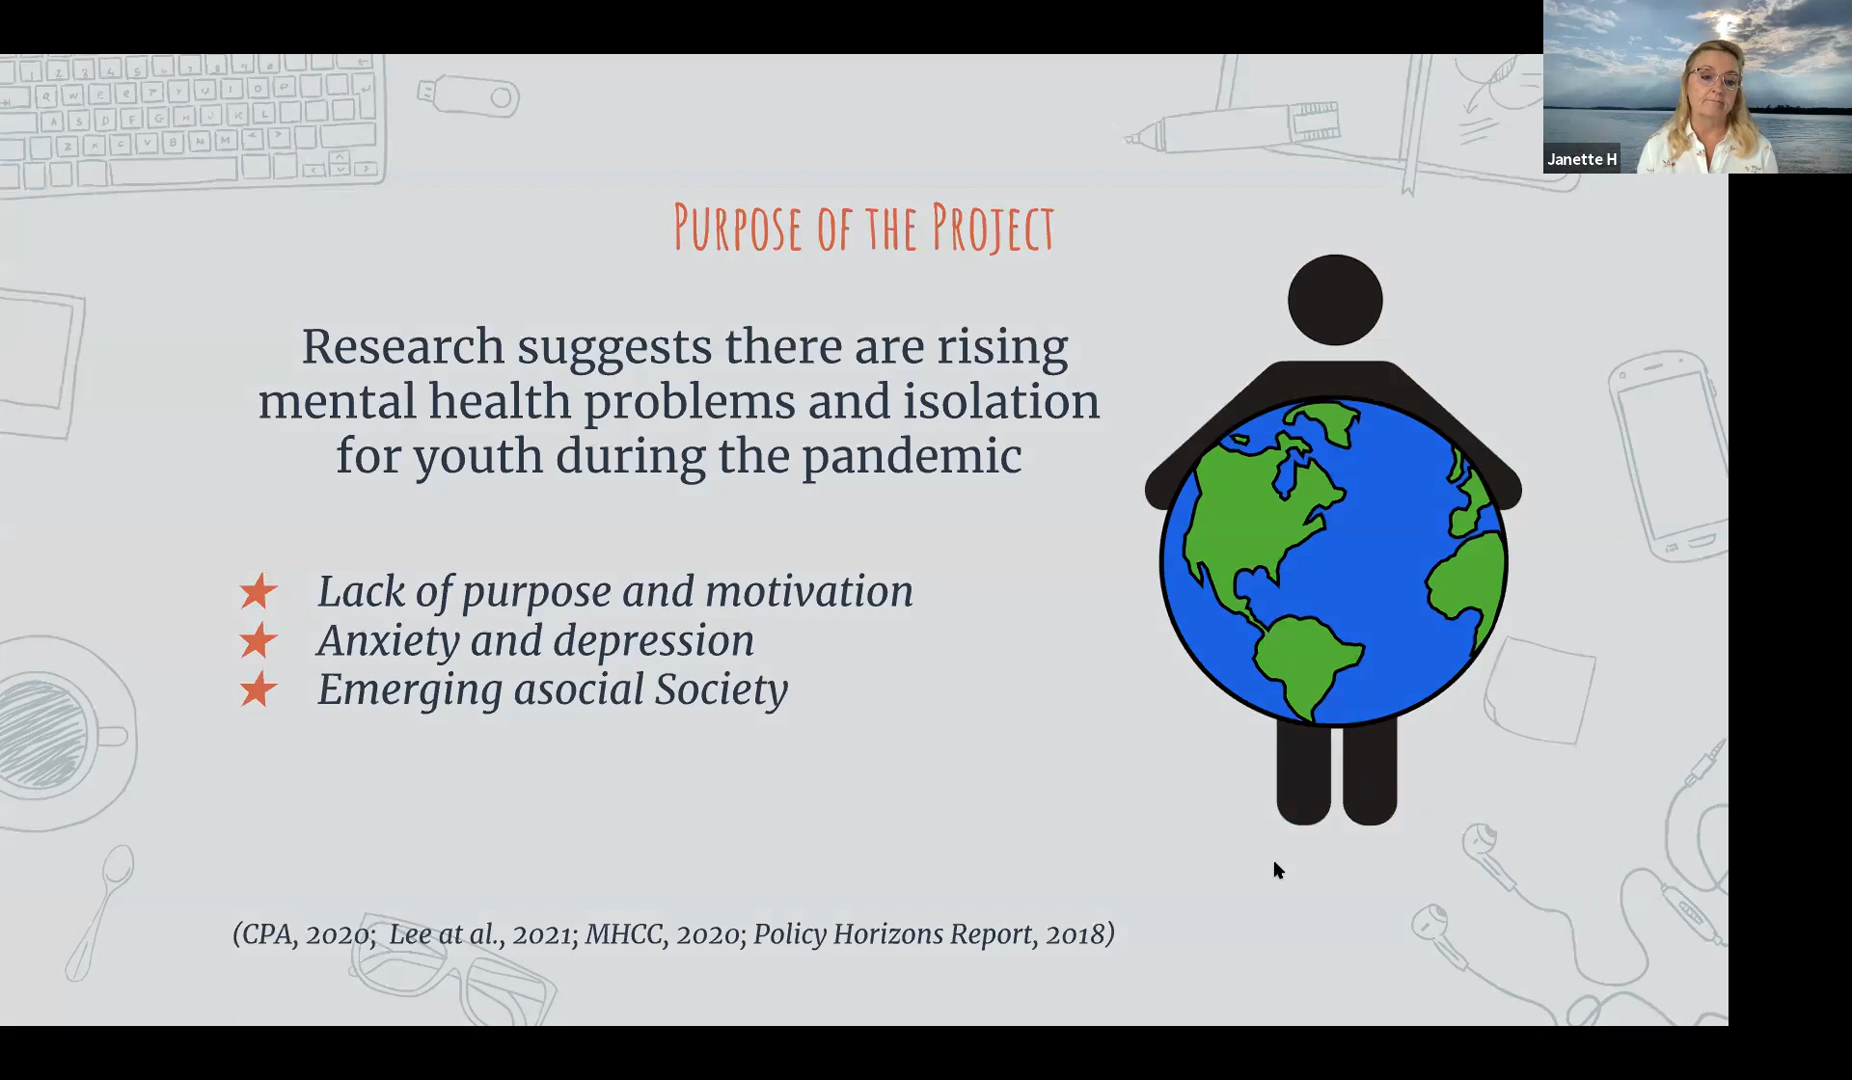 Janette H
Purpose of the Project
Research suggests there are rising
mental health problems and isolation
for youth during the pandemic
Lack of purpose and motivation
Anxiety and depression
Emerging asocial Society
(CPA, 2020; Lee at al., 2021; MHCC, 2020; Policy Horizons Report, 2018)